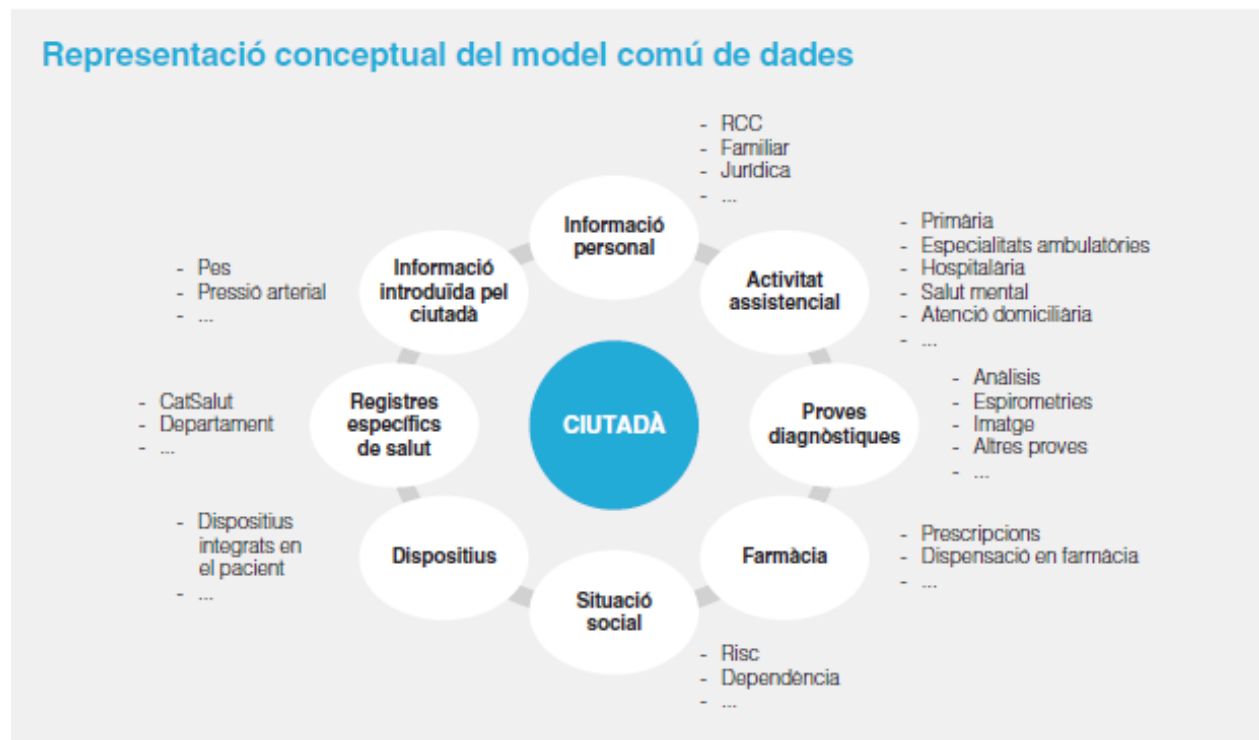 Representació conceptual del model comú de dades
- RCC
- Familiar
- Jurídica
- ...
Informació
personal
- Primària
- Especialitats ambulatòries
- Hospitalària
- Salut mental
- Atenció domiciliària
- ...
Activitat
assistencial
- Pes
- Pressió arterial
- ...
Informació
introduïda pel
ciutadà
- Anàlisis
- Espirometries
- Imatge
- Altres proves
- ...
Proves
diagnòstiques
- CatSalut
- Departament
- ...
Registres
específics
de salut
CIUTADÀ
- Dispositius
integrats en
el pacient
- ...
Dispositius
Farmàcia
- Prescripcions
- Dispensació en farmàcia
- ...
Situació
social
- Risc
- Dependència
- ...